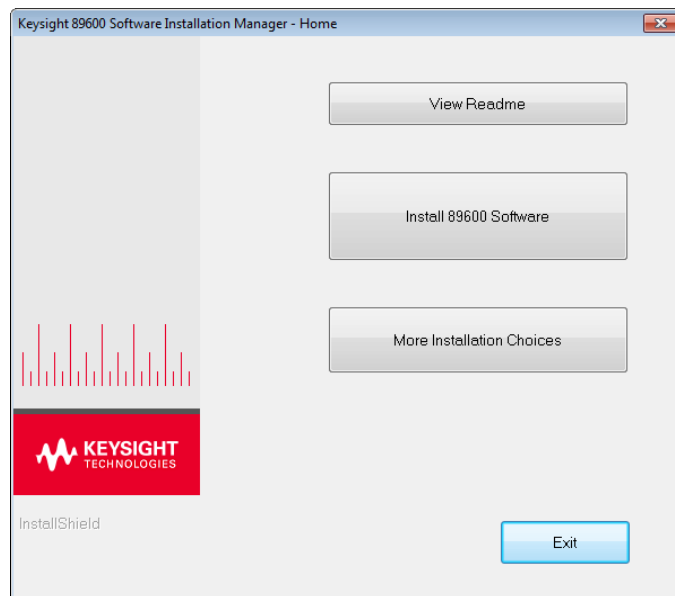 Keysight 89600 Software Installation Manager - Home
View Readme
Install 89600 Software
More Installation Choices
KEYSIGHT
TECHNOLOGIES
InstallShield
Exit